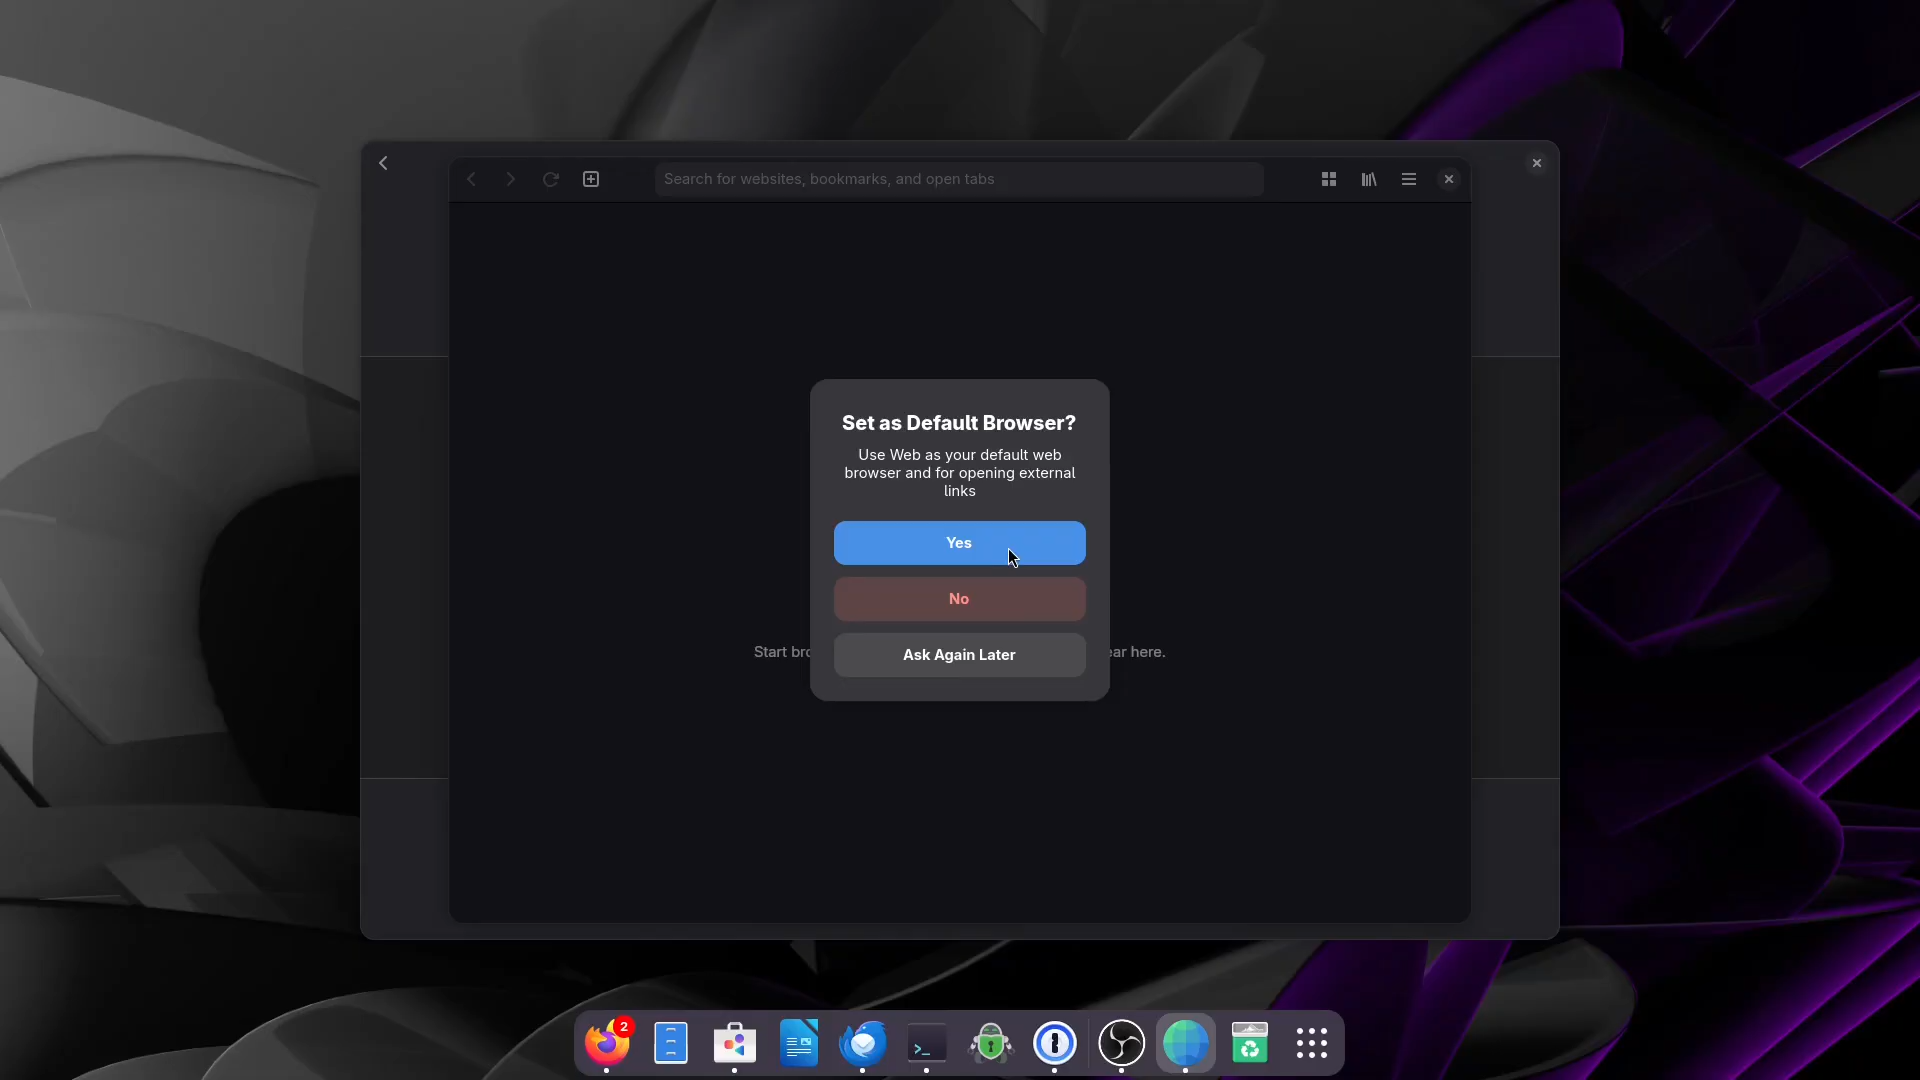 Search for websites, bookmarks, and open tabs
Set as Default Browser?
Use Web as your default web
browser and for opening external
links
Yes
No
Start bro
ar here.
Ask Again Later
2
>_